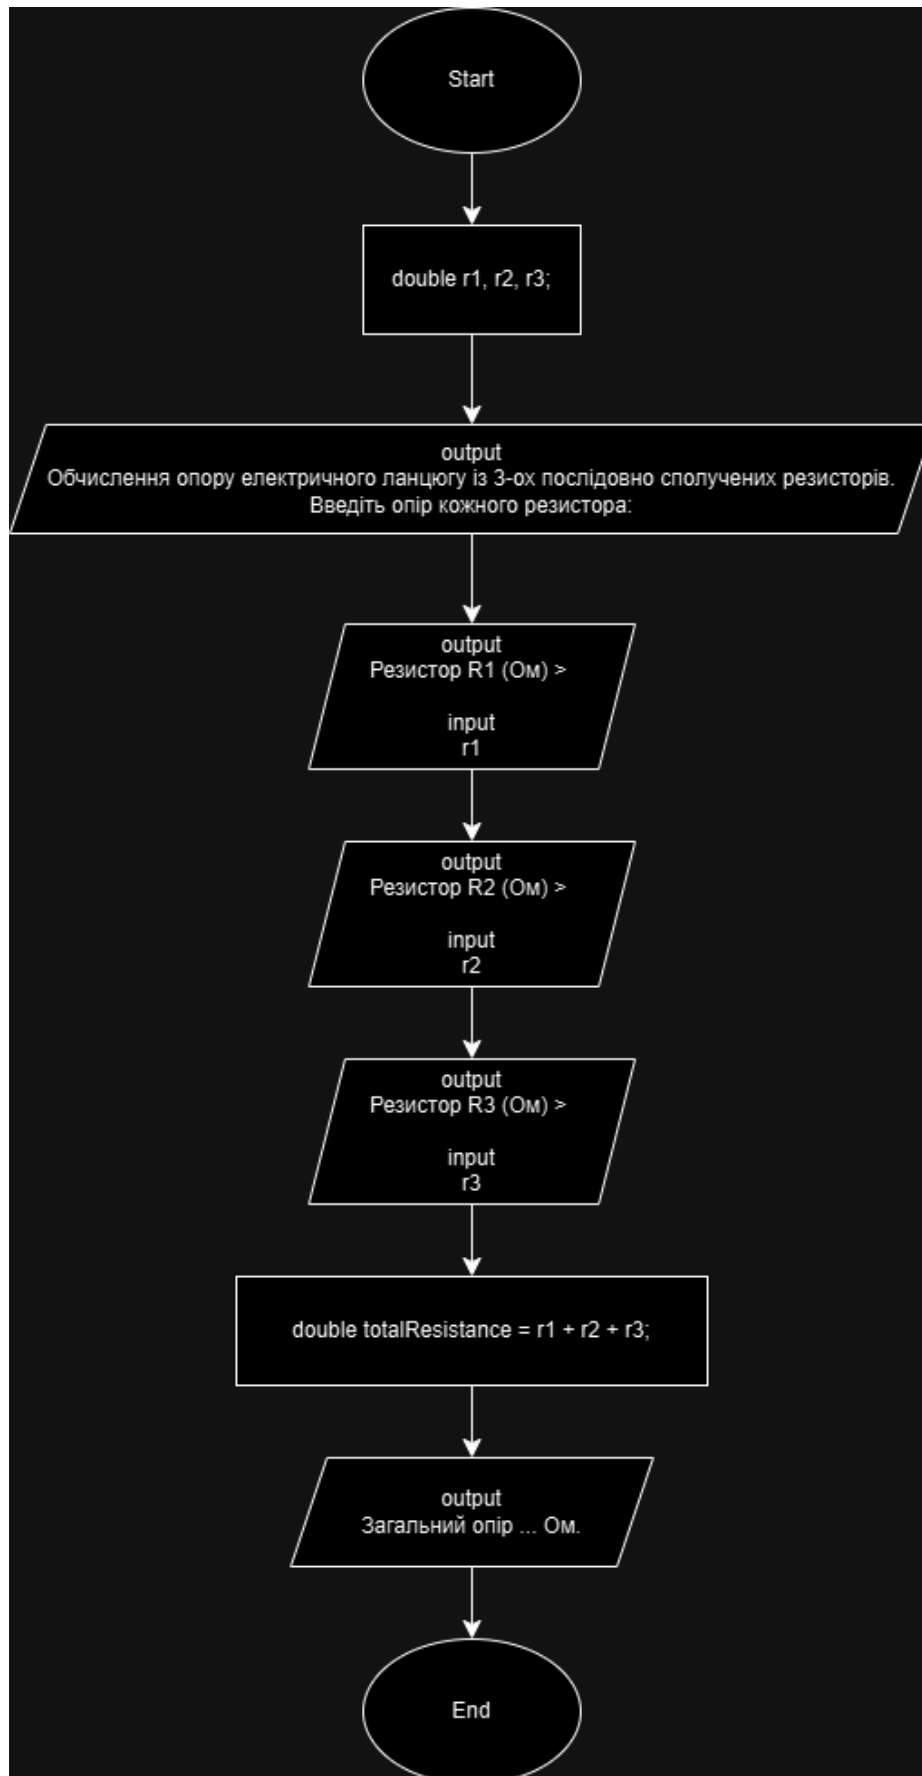 Start
double r1, r2, r3;
output
Обчислення опору електричного ланцюгу із 3-ох послідовно сполучених резисторів.
Введіть опір кожного резистора:
output
Резистор R1 (Ом) >
input
r1
output
Резистор R2 (Ом) >
input
r2
output
Резистор R3 (Ом) >
input
r3
double totalResistance = r1 + r2 + r3;
output
Загальний опір ... Ом.
End